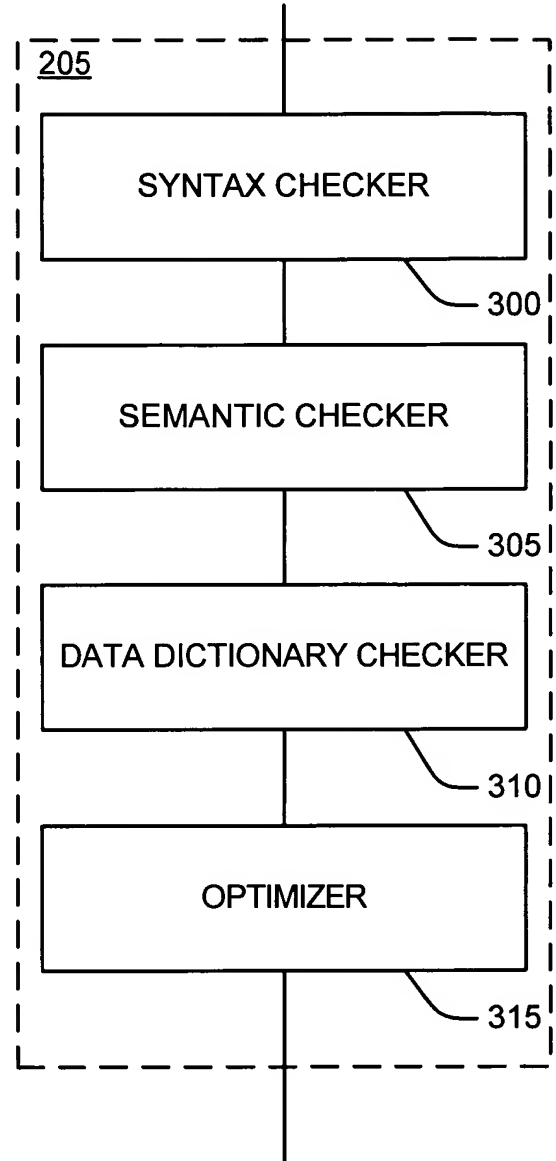 205
SYNTAX CHECKER
300
SEMANTIC CHECKER
305
DATA DICTIONARY CHECKER
310
OPTIMIZER
315